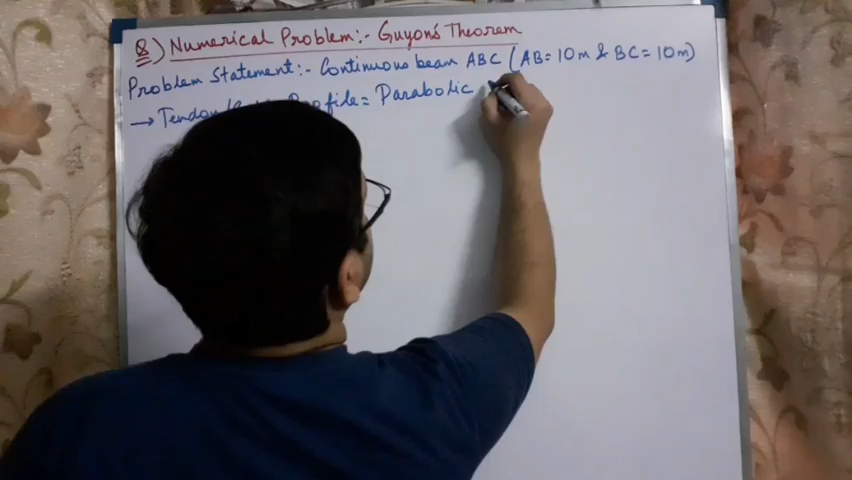 Q) Numerical Problem:- Guyon's Theorem
Problem Statement:- Continuous beam ABC (AB = 10m & BC = 10m)
→ Tendon Profile = Parabolic